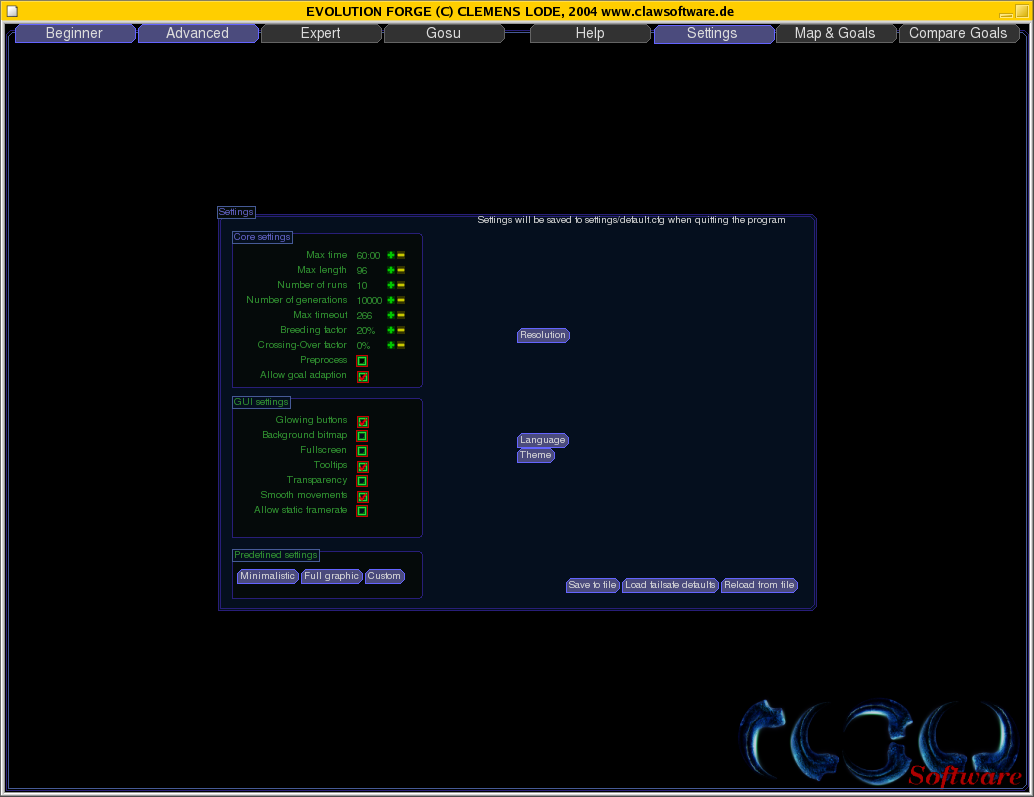 EVOLUTION FORGE (C) CLEMENS LODE, 2004 www.clawsoftware.de
Beginner Advanced Expert Gosu Help Settings Map & Goals Compare Goals
Settings
Settings will be saved to settings/default.cfg when quitting the program
Core settings
Max time 60:00
Max length 96
Number of runs 10
Number of generations 10000
Max timeout 266
Breeding factor 20%
Crossing-Over factor 0%
Preprocess
Allow goal adaption
Resolution
GUI settings
Glowing buttons
Background bitmap
Fullscreen
Tooltips
Transparency
Smooth movements
Allow static framerate
Language
Theme
Predefined settings
Minimalistic Full graphic Custom
Save to file Load failsafe defaults Reload from file
CLAW
Software